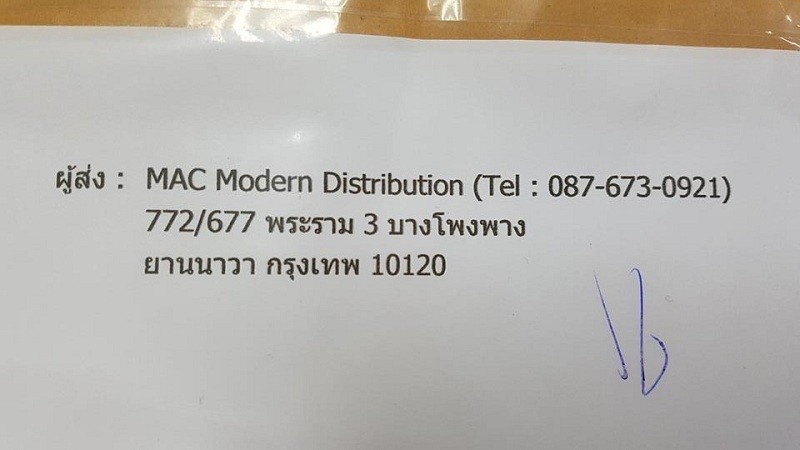 ผู้ส่ง : MAC Modern Distribution (Tel : 087-673-0921)
772/677 พระราม 3 บางโพงพาง
ยานนาวา กรุงเทพ 10120